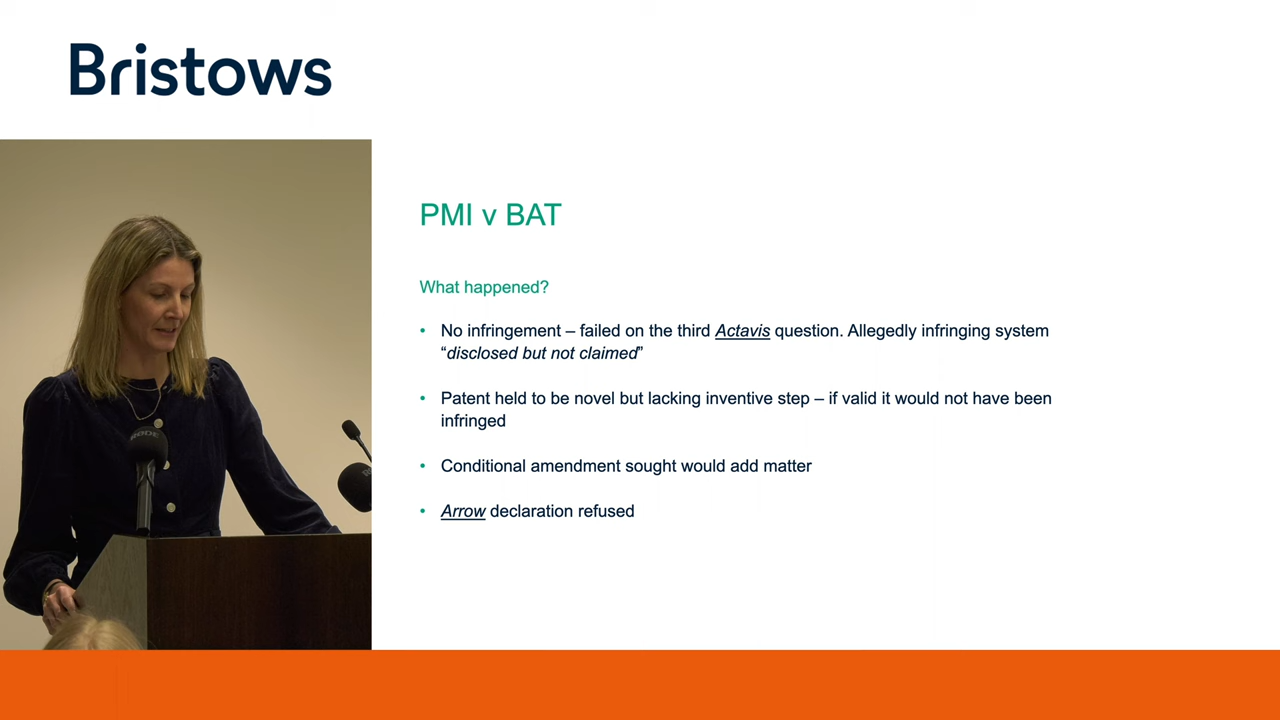 Bristows
PMI v BAT
What happened?
• No infringement – failed on the third Actavis question. Allegedly infringing system
“disclosed but not claimed”
• Patent held to be novel but lacking inventive step – if valid it would not have been
infringed
• Conditional amendment sought would add matter
• Arrow declaration refused
RODE